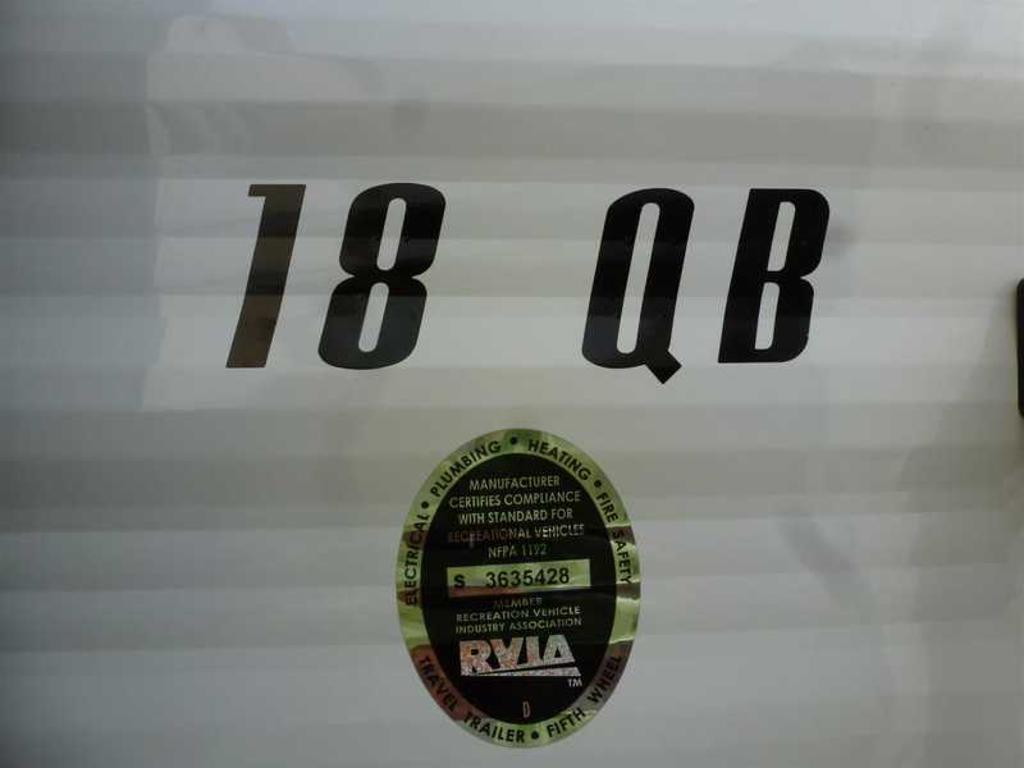 18 QB
ELECTRICAL • PLUMBING • HEATING • FIRE SAFETY
MANUFACTURER
CERTIFIES COMPLIANCE
WITH STANDARD FOR
RECREATIONAL VEHICLES
NFPA 1192
S 3635428
MEMBER
RECREATION VEHICLE
INDUSTRY ASSOCIATION
RVIA
TM
D
TRAVEL TRAILER • FIFTH WHEEL